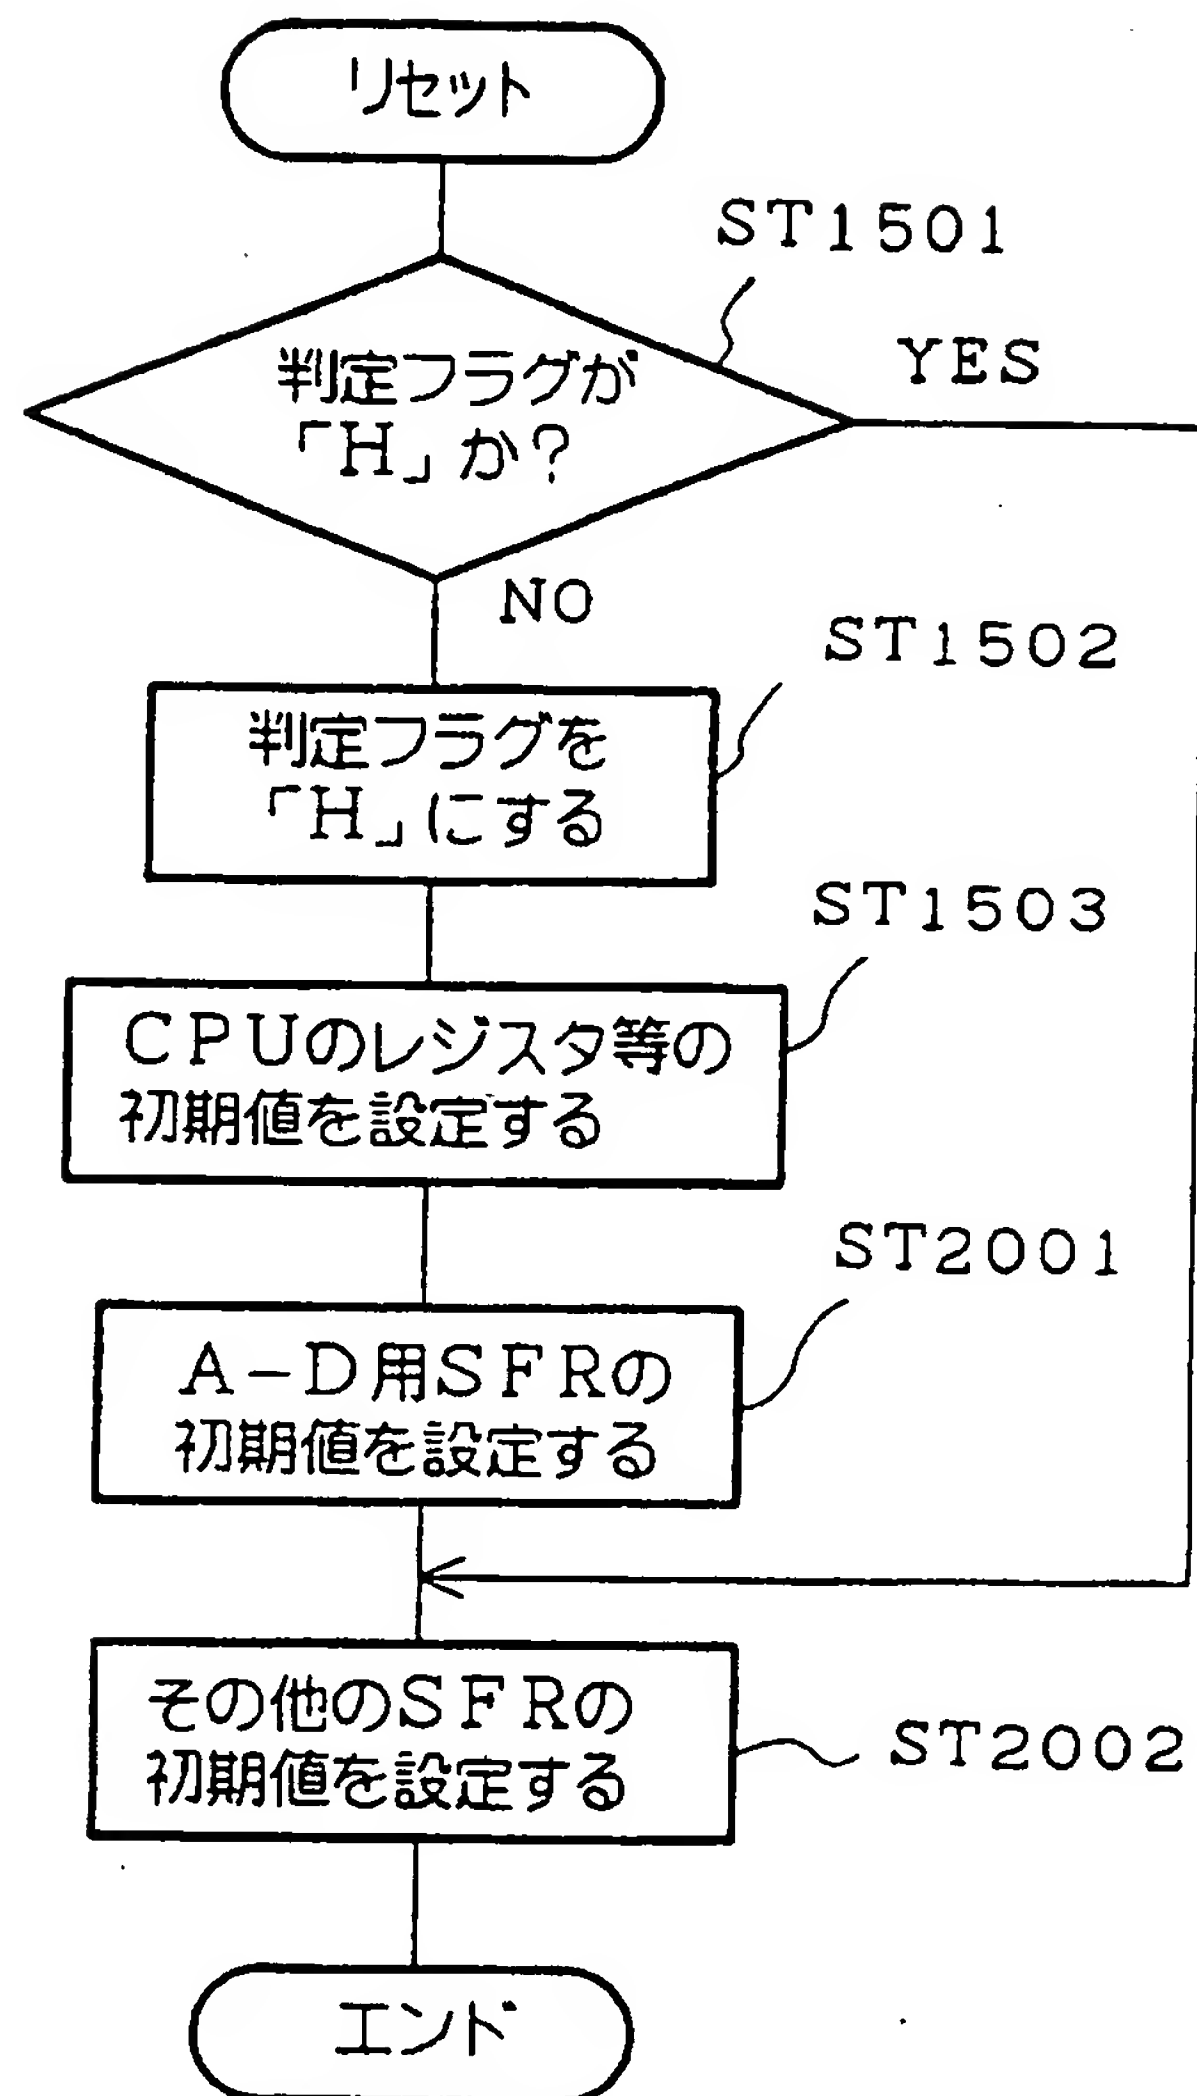 リセット
ST1501
判定フラグが
「H」か?
YES
NO
ST1502
判定フラグを
「H」にする
ST1503
CPUのレジスタ等の
初期値を設定する
ST2001
A-D用SFRの
初期値を設定する
その他のSFRの
初期値を設定する
ST2002
エンド